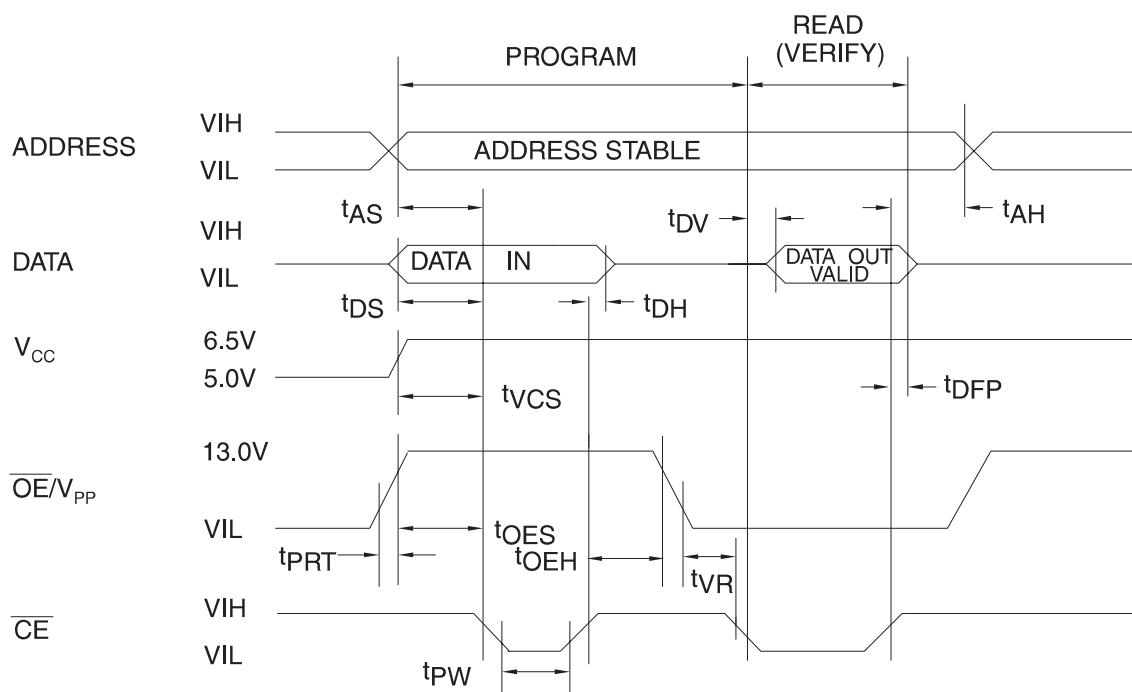 READ
(VERIFY)
PROGRAM
ADDRESS
VIH
VIL
ADDRESS STABLE
tAS
tDV
tAH
DATA
VIH
VIL
DATA IN
DATA OUT
VALID
tDS
tDH
VCC
6.5V
5.0V
tVCS
tDFP
OE/VPP
13.0V
VIL
tPRT
tOES
tOEH
tVR
CE
VIH
VIL
tPW